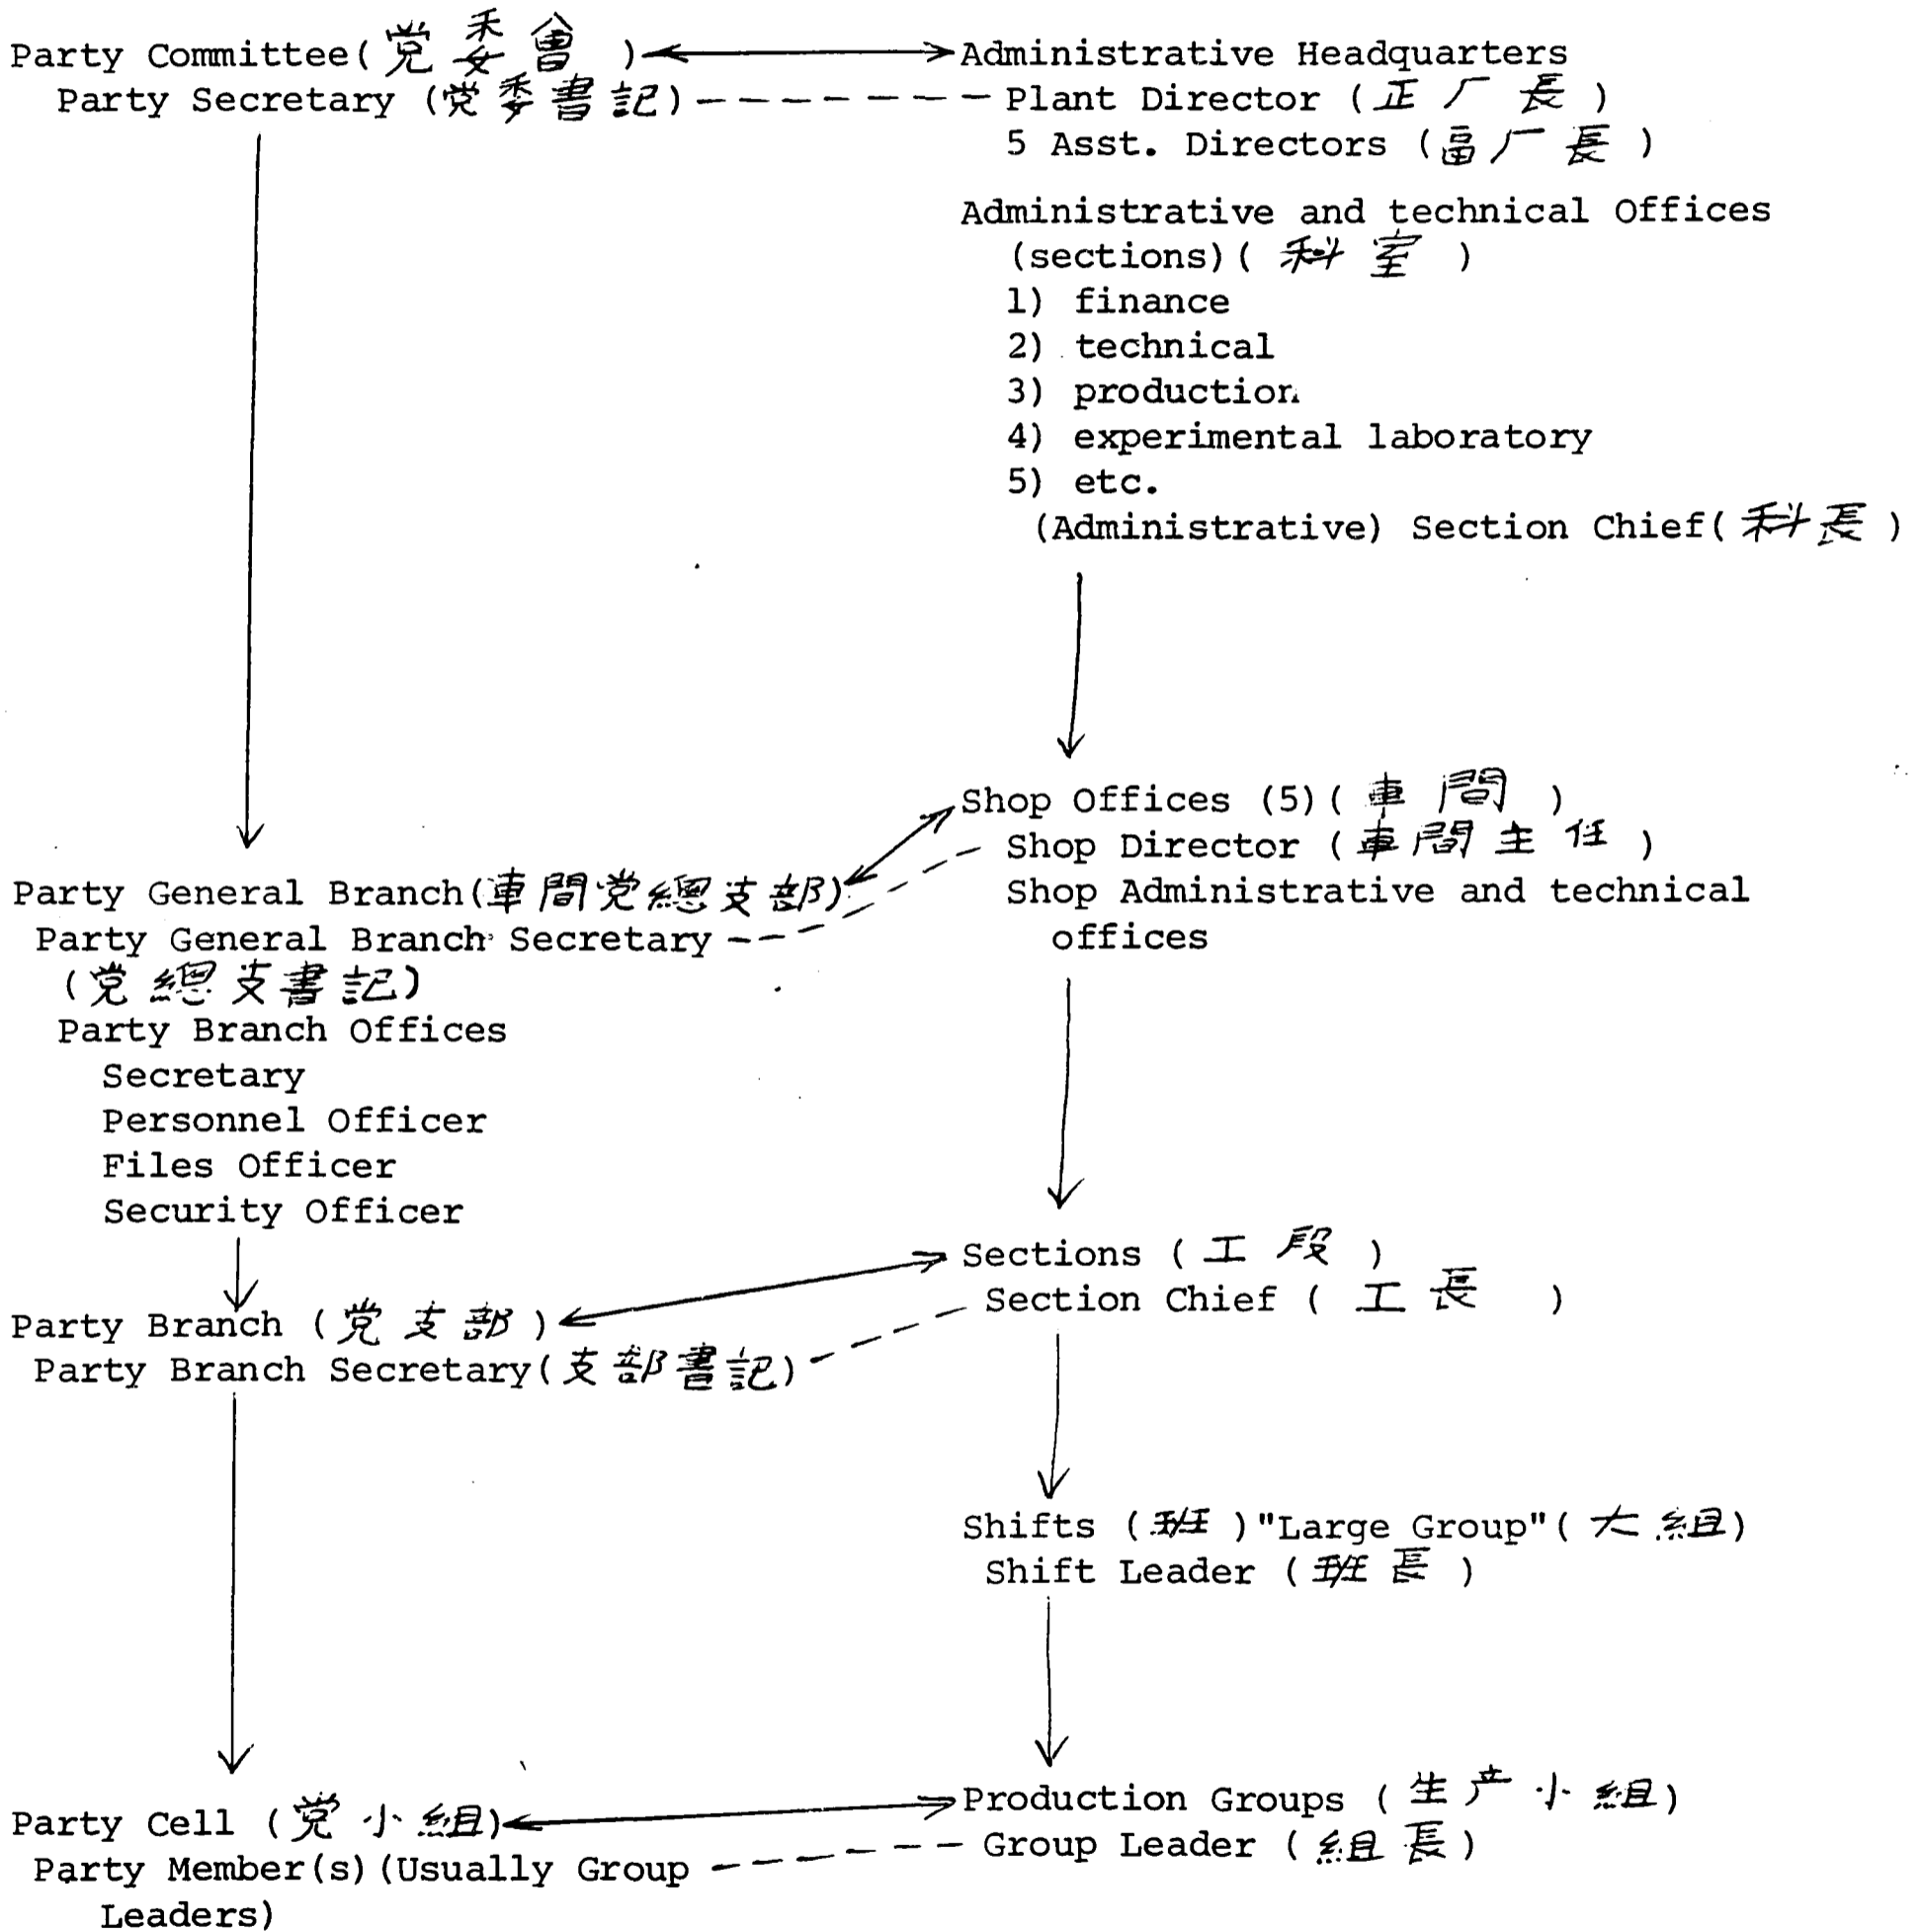 Party Committee(党委會)
Party Secretary (党委書記)
Administrative Headquarters
Plant Director (正厂長)
5 Asst. Directors (畐厂長)
Administrative and technical Offices
(sections)(科室)
1) finance
2) technical
3) production
4) experimental laboratory
5) etc.
(Administrative) Section Chief(科長)
Shop Offices (5)(車間)
Shop Director (車間主任)
Shop Administrative and technical
offices
Party General Branch(車間党總支部)
Party General Branch Secretary
(党總支書記)
Party Branch Offices
Secretary
Personnel Officer
Files Officer
Security Officer
Sections (工段)
Section Chief (工長)
Party Branch (党支部)
Party Branch Secretary(支部書記)
Shifts (班)"Large Group"(大組)
Shift Leader (班長)
Production Groups (生产小組)
Group Leader (組長)
Party Cell (党小組)
Party Member(s)(Usually Group
Leaders)